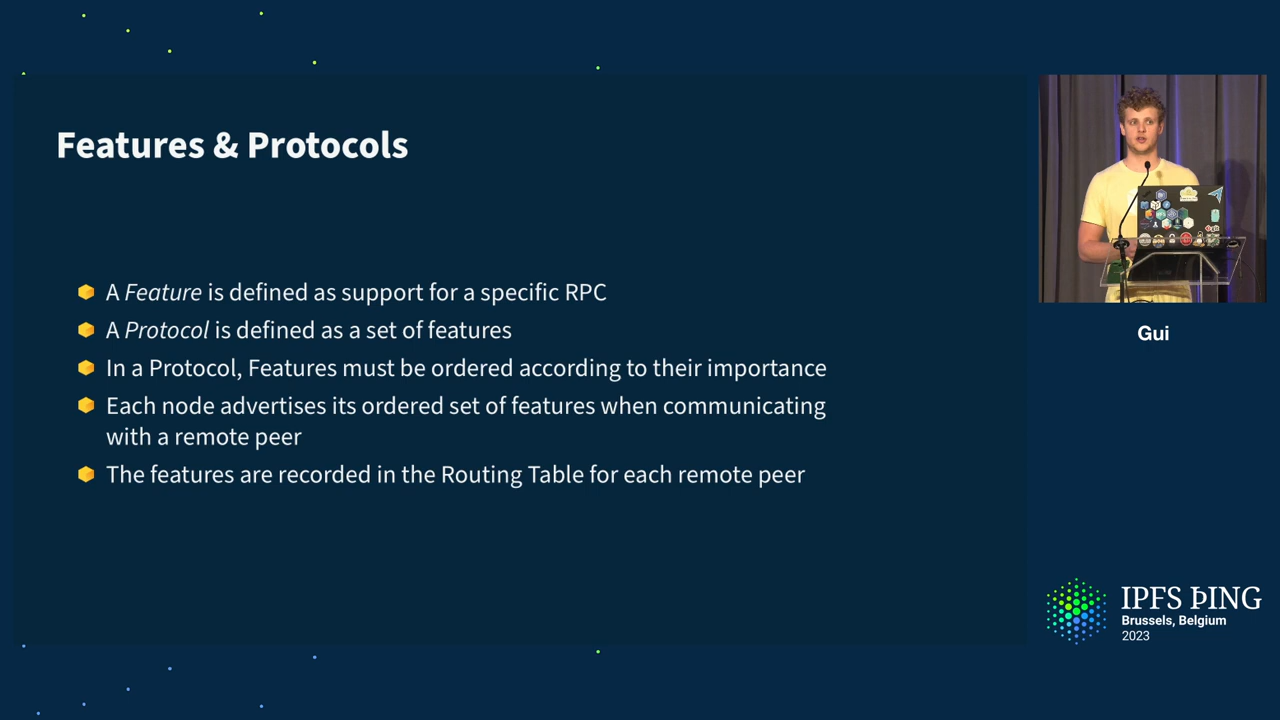 Features & Protocols
A Feature is defined as support for a specific RPC
A Protocol is defined as a set of features
In a Protocol, Features must be ordered according to their importance
Each node advertises its ordered set of features when communicating
with a remote peer
The features are recorded in the Routing Table for each remote peer
Gui
IPFS ÞING
Brussels, Belgium
2023